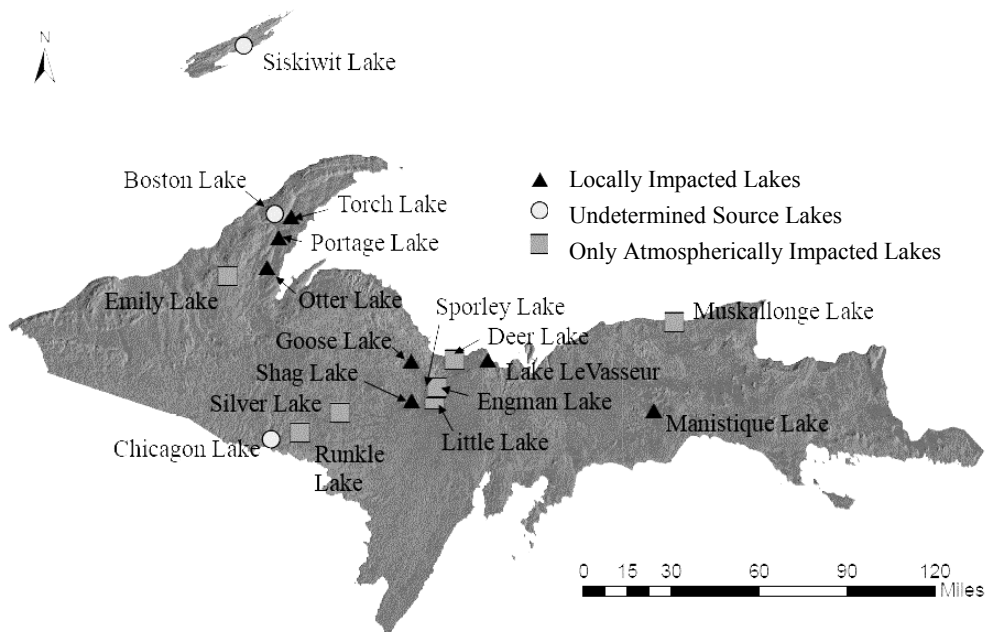 N
Siskiwit Lake
Boston Lake
Torch Lake
Portage Lake
Locally Impacted Lakes
Undetermined Source Lakes
Only Atmospherically Impacted Lakes
Emily Lake
Otter Lake
Sporley Lake
Muskallonge Lake
Goose Lake
Deer Lake
Shag Lake
Lake LeVasseur
Silver Lake
Engman Lake
Manistique Lake
Chicagon Lake
Little Lake
Runkle
Lake
0 15 30 60 90 120
Miles